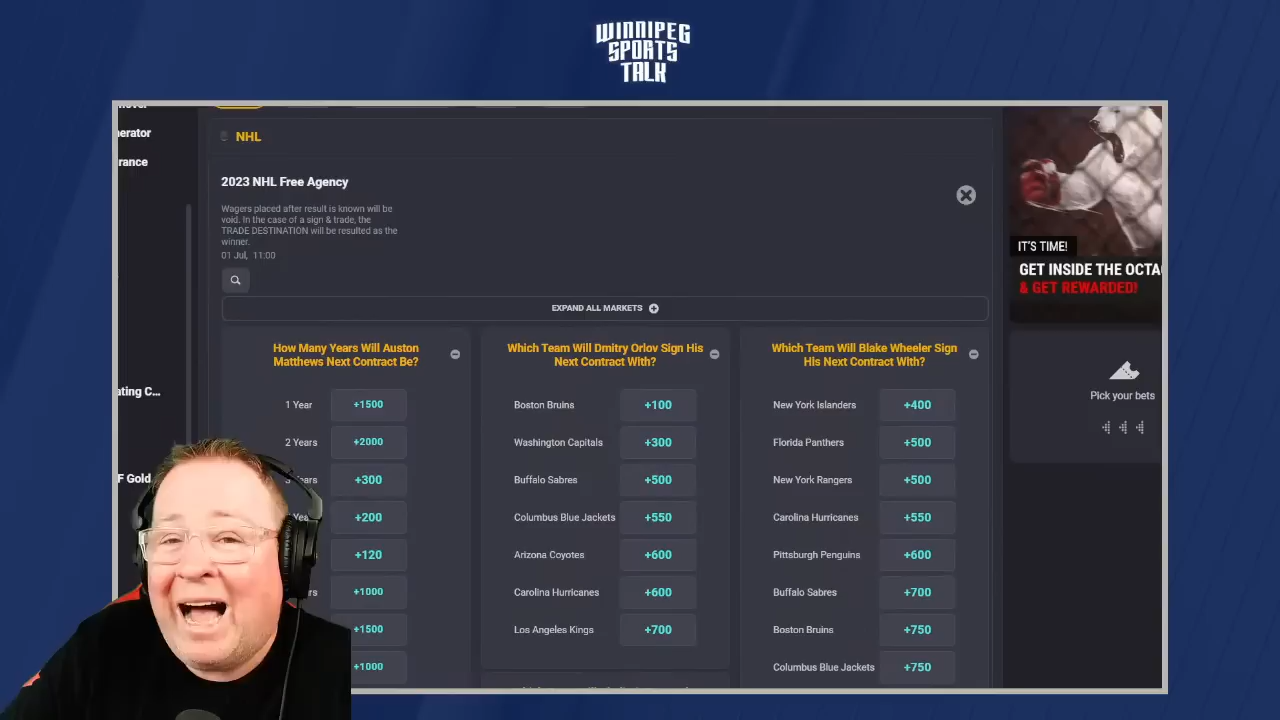 WINNIPEG
SPORTS
TALK
erator
rance
ating C...
F Gold
NHL
2023 NHL Free Agency
Wagers placed after result is known will be
void. In the case of a sign & trade, the
TRADE DESTINATION will be resulted as the
winner.
01 Jul, 11:00
EXPAND ALL MARKETS
How Many Years Will Auston
Matthews Next Contract Be?
1 Year +1500
2 Years +2000
+300
+200
+120
+1000
+1500
+1000
Which Team Will Dmitry Orlov Sign His
Next Contract With?
Boston Bruins +100
Washington Capitals +300
Buffalo Sabres +500
Columbus Blue Jackets +550
Arizona Coyotes +600
Carolina Hurricanes +600
Los Angeles Kings +700
Which Team Will Blake Wheeler Sign
His Next Contract With?
New York Islanders +400
Florida Panthers +500
New York Rangers +500
Carolina Hurricanes +550
Pittsburgh Penguins +600
Buffalo Sabres +700
Boston Bruins +750
Columbus Blue Jackets +750
IT'S TIME!
GET INSIDE THE OCTA
& GET REWARDED!
Pick your bets